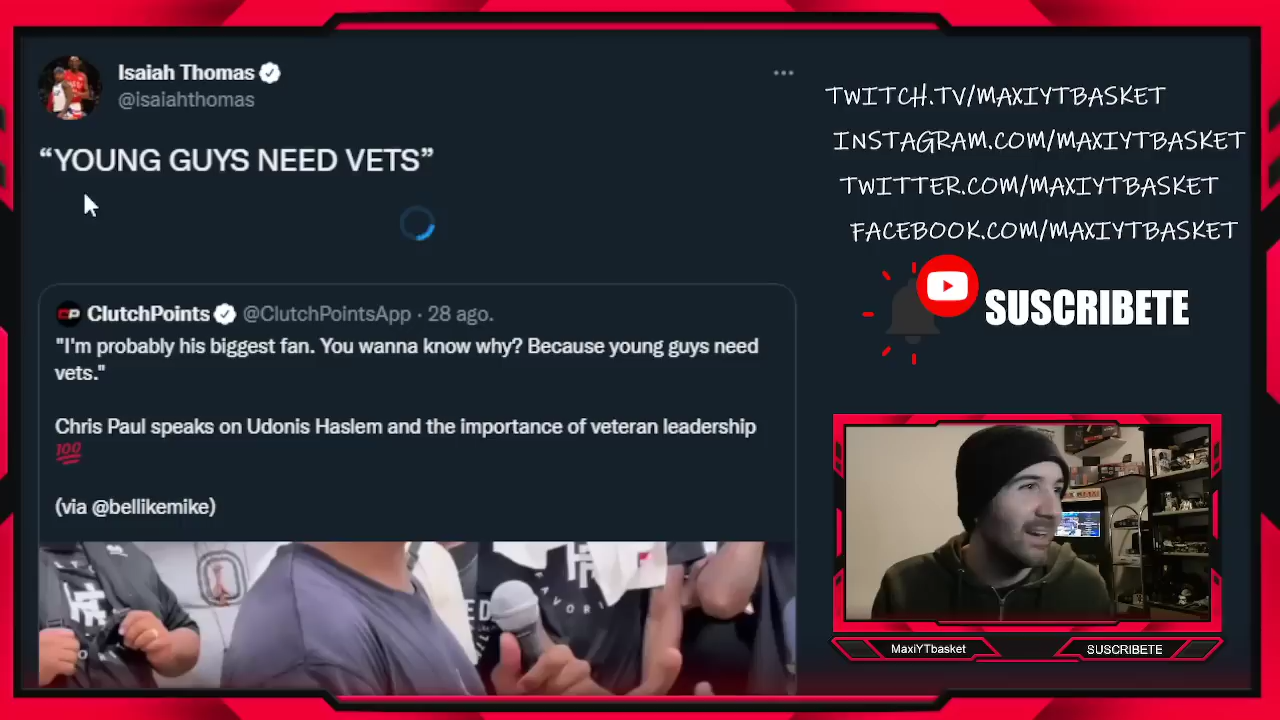 Isaiah Thomas
@isaiahthomas
“YOUNG GUYS NEED VETS”
ClutchPoints @ClutchPointsApp · 28 ago.
"I'm probably his biggest fan. You wanna know why? Because young guys need
vets."
Chris Paul speaks on Udonis Haslem and the importance of veteran leadership
💯
(via @bellikemike)
FAVORI
TWITCH.TV/MAXIYTBASKET
INSTAGRAM.COM/MAXIYTBASKET
TWITTER.COM/MAXIYTBASKET
FACEBOOK.COM/MAXIYTBASKET
SUSCRIBETE
MaxiYTbasket
SUSCRIBETE